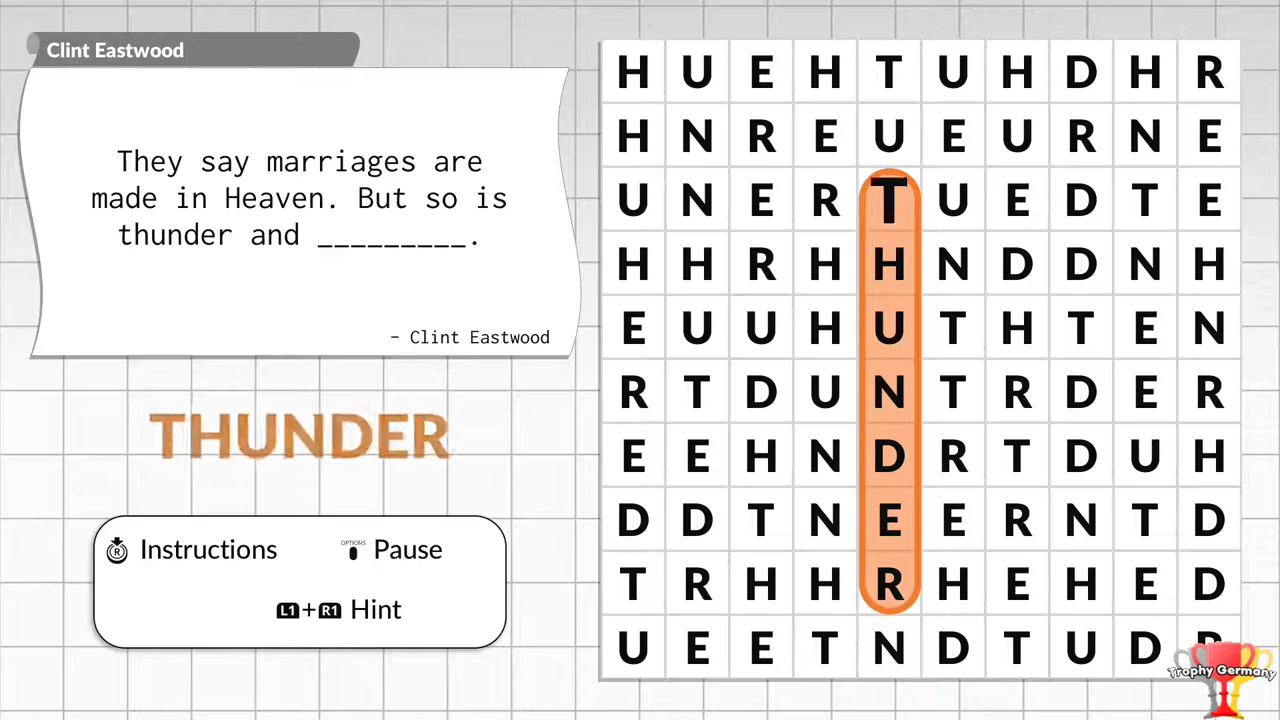 Clint Eastwood
They say marriages are
made in Heaven. But so is
thunder and _________.
– Clint Eastwood
THUNDER
Instructions
OPTIONS Pause
L1+R1 Hint
H U E H T U H D H R
H N R E U E U R N E
U N E R T U E D T E
H H R H H N D D N H
E U U H U T H T E N
R T D U N T R D E R
E E H N D R T D U H
D D T N E E R N T D
T R H H R H E H E D
U E E T N D T U D
Trophy Germany